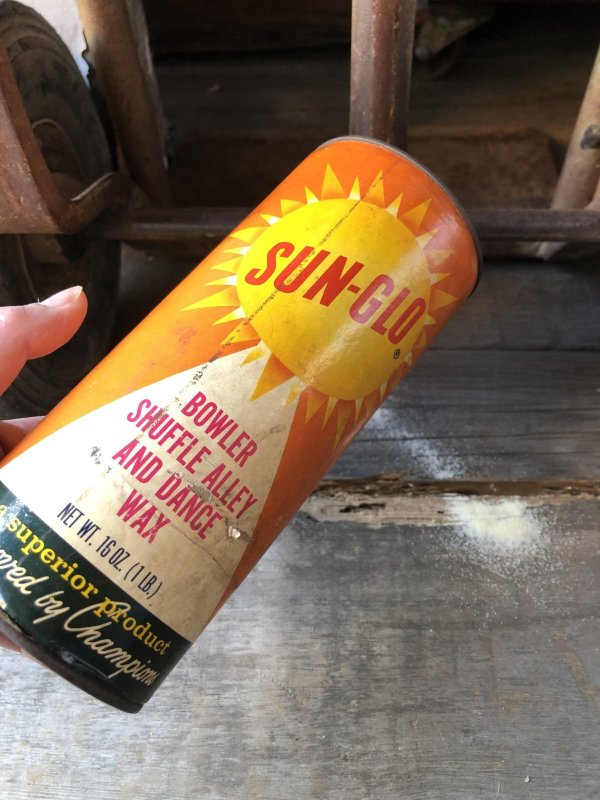 SUN-GLO
®
BOWLER
SHUFFLE ALLEY
AND DANCE
WAX
NET WT. 16 OZ. (1 LB.)
a superior product
by Champions